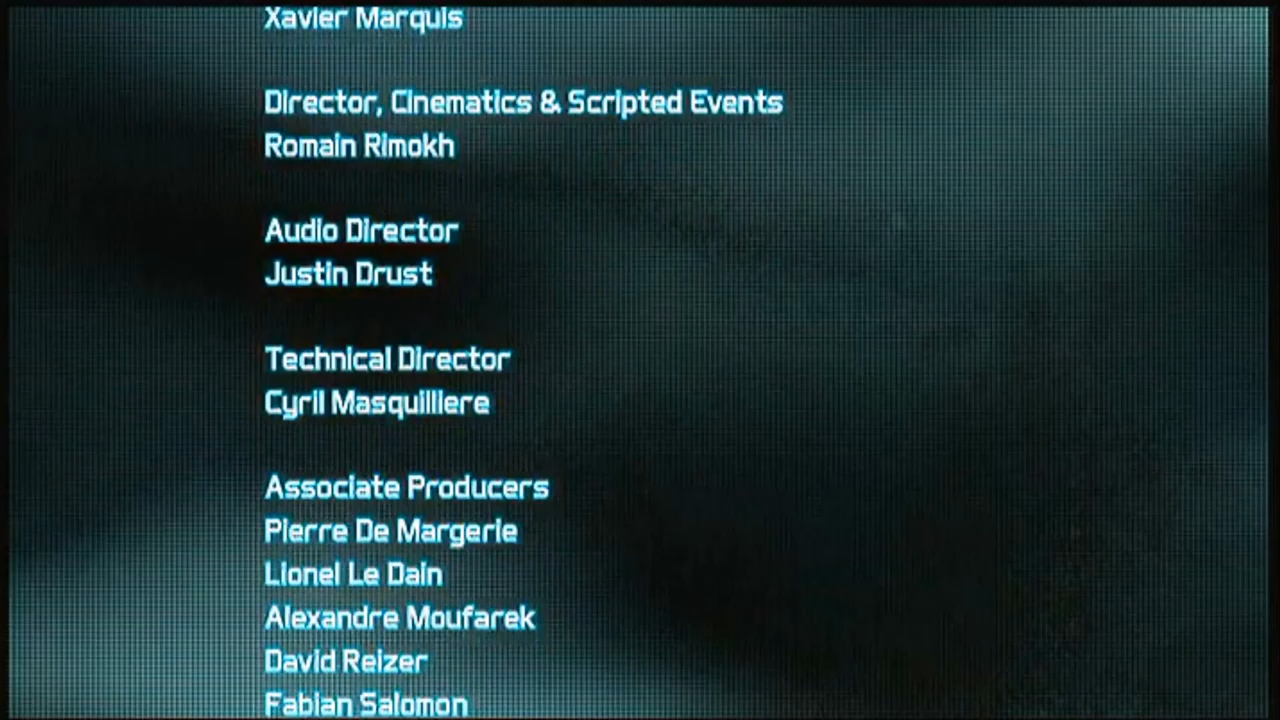 Xavier Marquis
Director, Cinematics & Scripted Events
Romain Rimokh
Audio Director
Justin Drust
Technical Director
Cyril Masquilliere
Associate Producers
Pierre De Margerie
Lionel Le Dain
Alexandre Moufarek
David Reizer
Fabian Salomon